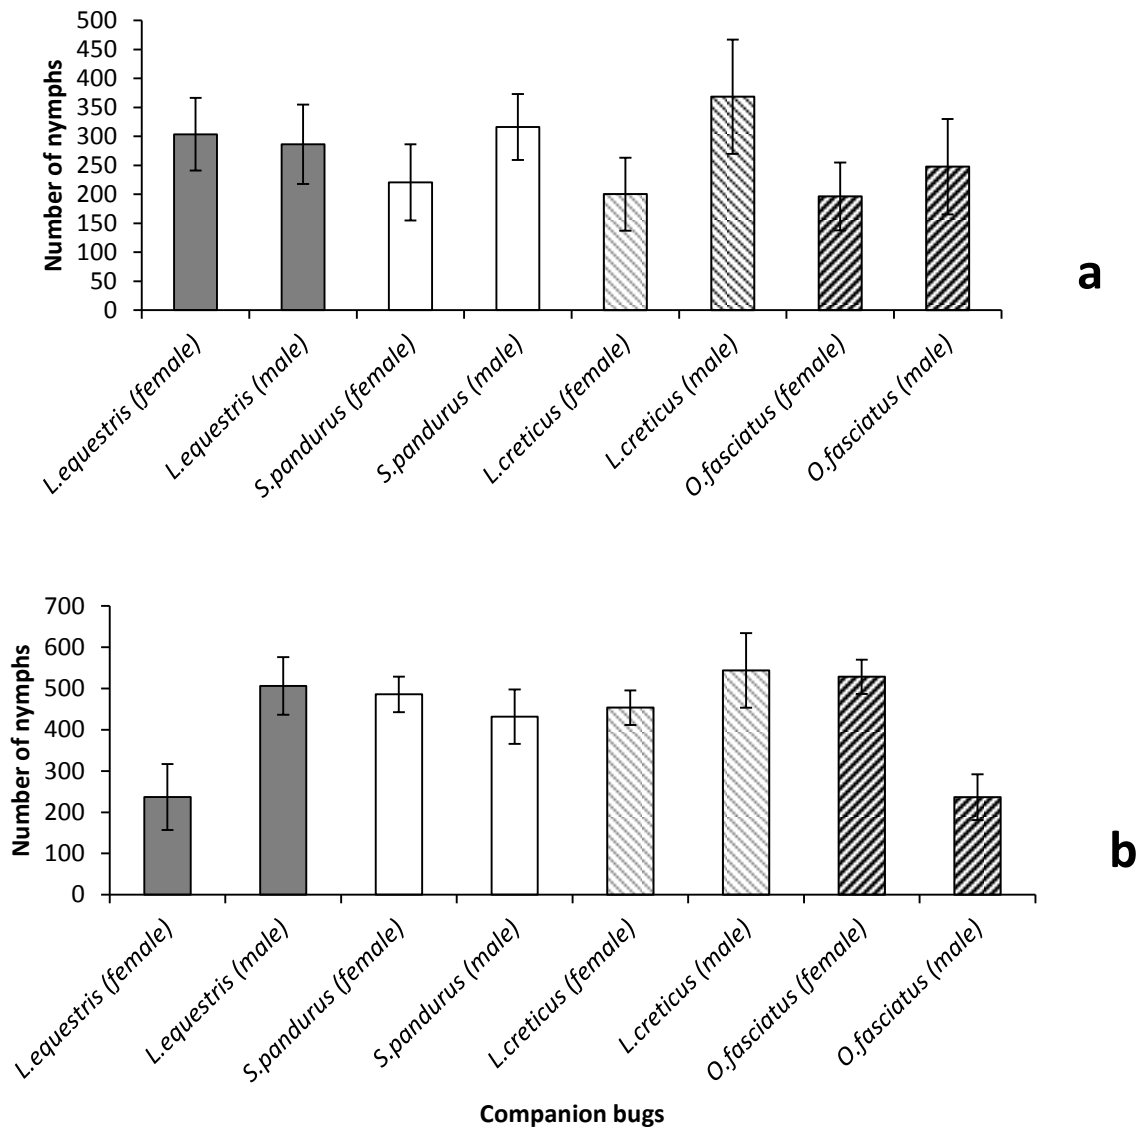 500
450
400
350
300
250
200
150
100
50
0
Number of nymphs
L.equestris (female)
L.equestris (male)
S.pandurus (female)
S.pandurus (male)
L.creticus (female)
L.creticus (male)
O.fasciatus (female)
O.fasciatus (male)
a
700
600
500
400
300
200
100
0
Number of nymphs
L.equestris (female)
L.equestris (male)
S.pandurus (female)
S.pandurus (male)
L.creticus (female)
L.creticus (male)
O.fasciatus (female)
O.fasciatus (male)
b
Companion bugs